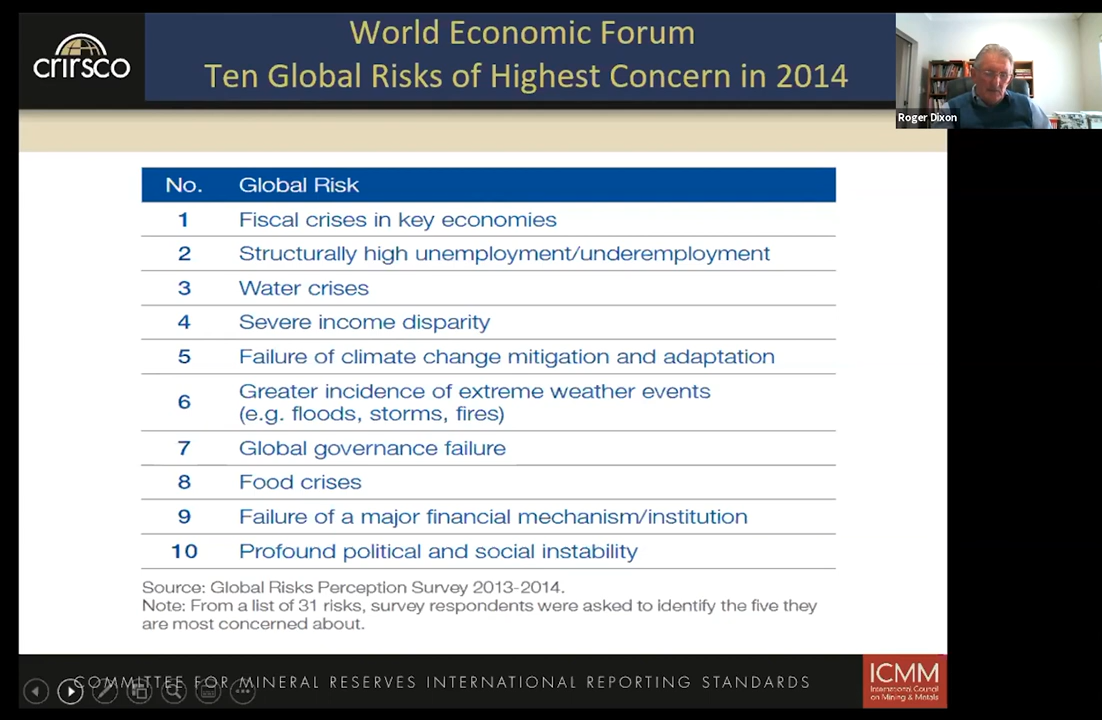 World Economic Forum
Ten Global Risks of Highest Concern in 2014
crirsco
Roger Dixon
No. Global Risk
1 Fiscal crises in key economies
2 Structurally high unemployment/underemployment
3 Water crises
4 Severe income disparity
5 Failure of climate change mitigation and adaptation
6 Greater incidence of extreme weather events
(e.g. floods, storms, fires)
7 Global governance failure
8 Food crises
9 Failure of a major financial mechanism/institution
10 Profound political and social instability
Source: Global Risks Perception Survey 2013-2014.
Note: From a list of 31 risks, survey respondents were asked to identify the five they
are most concerned about.
COMMITTEE FOR MINERAL RESERVES INTERNATIONAL REPORTING STANDARDS
ICMM
International Council
on Mining & Metals